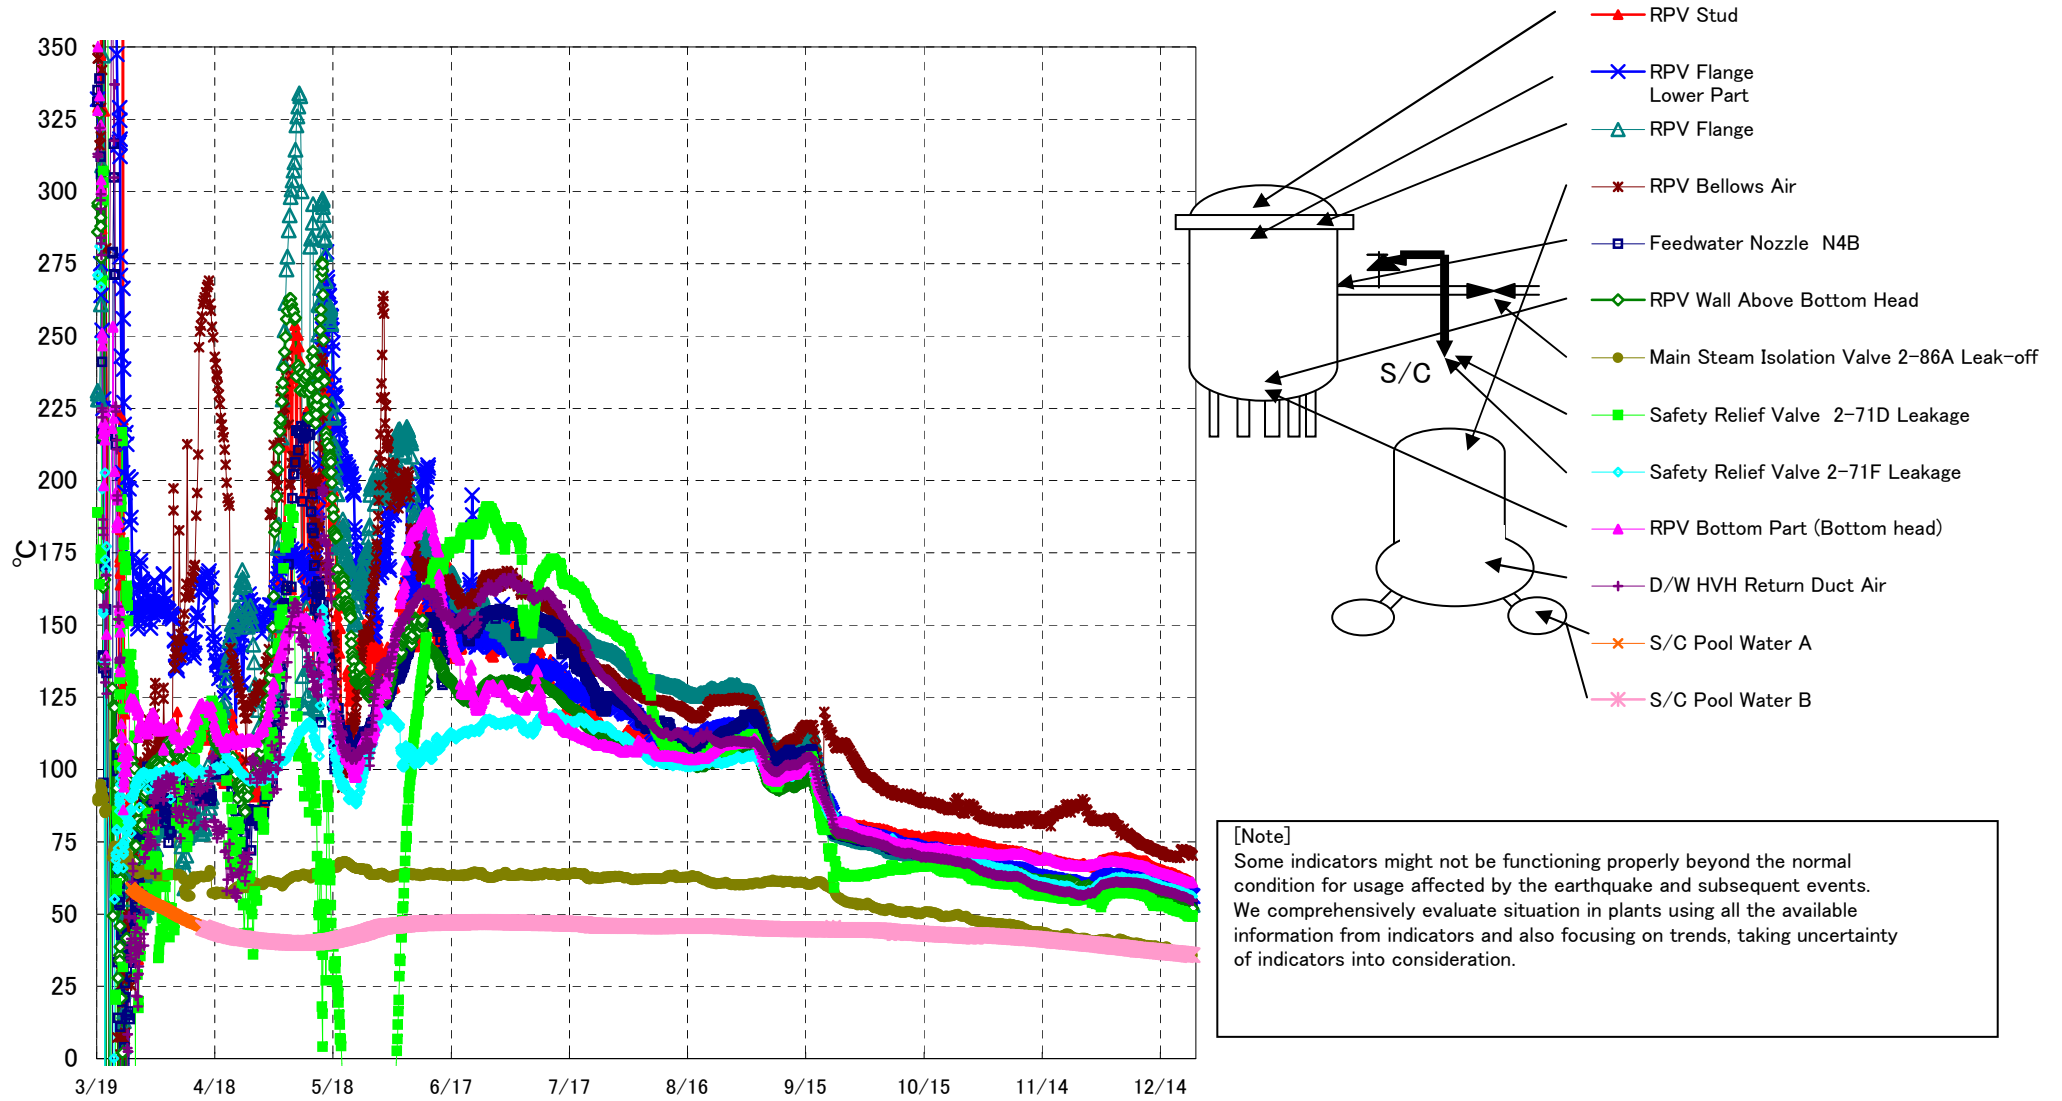 350
325
300
275
250
225
200
175
150
125
100
75
50
25
0
℃
3/19
4/18
5/18
6/17
7/17
8/16
9/15
10/15
11/14
12/14
RPV Stud
RPV Flange
Lower Part
RPV Flange
RPV Bellows Air
Feedwater Nozzle N4B
RPV Wall Above Bottom Head
Main Steam Isolation Valve 2-86A Leak-off
Safety Relief Valve 2-71D Leakage
Safety Relief Valve 2-71F Leakage
RPV Bottom Part (Bottom head)
D/W HVH Return Duct Air
S/C Pool Water A
S/C Pool Water B
S/C
[Note]
Some indicators might not be functioning properly beyond the normal
condition for usage affected by the earthquake and subsequent events.
We comprehensively evaluate situation in plants using all the available
information from indicators and also focusing on trends, taking uncertainty
of indicators into consideration.